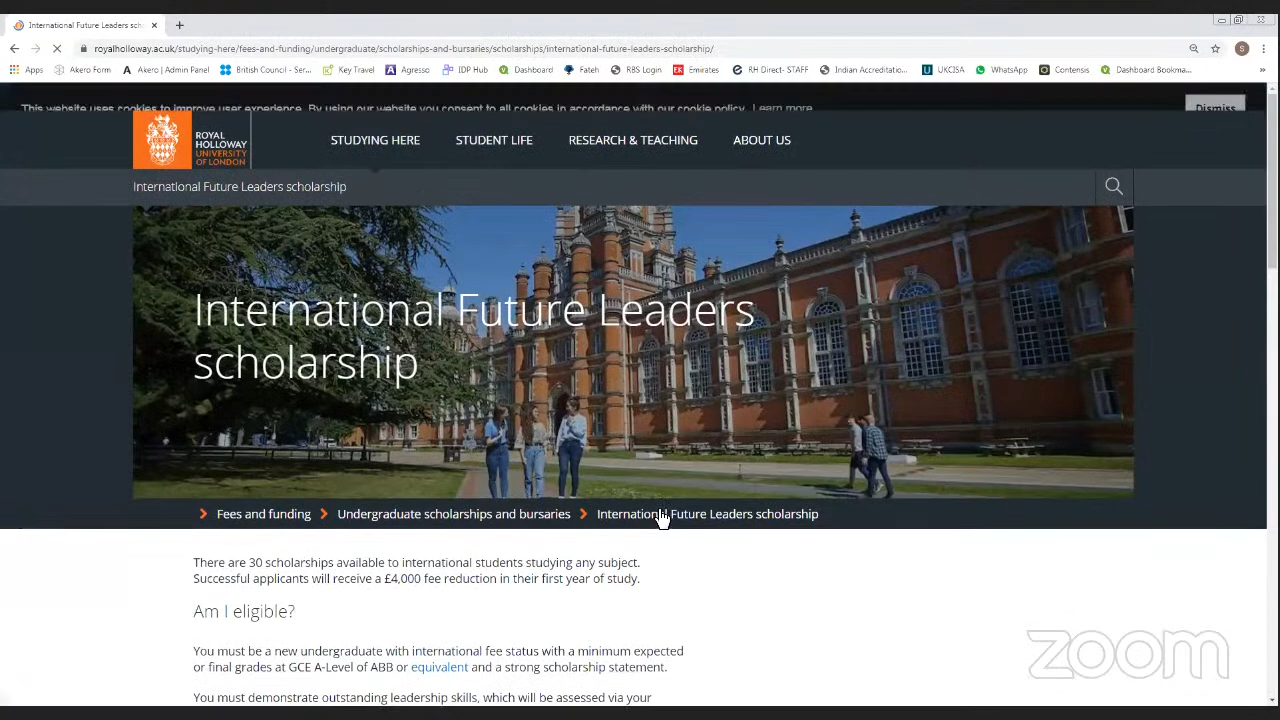 International Future Leaders sch
royalholloway.ac.uk/studying-here/fees-and-funding/undergraduate/scholarships-and-bursaries/scholarships/international-future-leaders-scholarship/
S
Apps Akero Form Akero | Admin Panel British Council - Ser... Key Travel Agresso IDP Hub Dashboard Fateh RBS Login Emirates RH Direct- STAFF Indian Accreditatio... UKCISA WhatsApp Contensis Dashboard Bookma... »
This website uses cookies to improve user experience. By using our website you consent to all cookies in accordance with our cookie policy. Learn more
Dismiss
ROYAL
HOLLOWAY
UNIVERSITY
OF LONDON
STUDYING HERE STUDENT LIFE RESEARCH & TEACHING ABOUT US
International Future Leaders scholarship
International Future Leaders
scholarship
Fees and funding Undergraduate scholarships and bursaries International Future Leaders scholarship
There are 30 scholarships available to international students studying any subject.
Successful applicants will receive a £4,000 fee reduction in their first year of study.
Am I eligible?
You must be a new undergraduate with international fee status with a minimum expected
or final grades at GCE A-Level of ABB or equivalent and a strong scholarship statement.
You must demonstrate outstanding leadership skills, which will be assessed via your
zoom